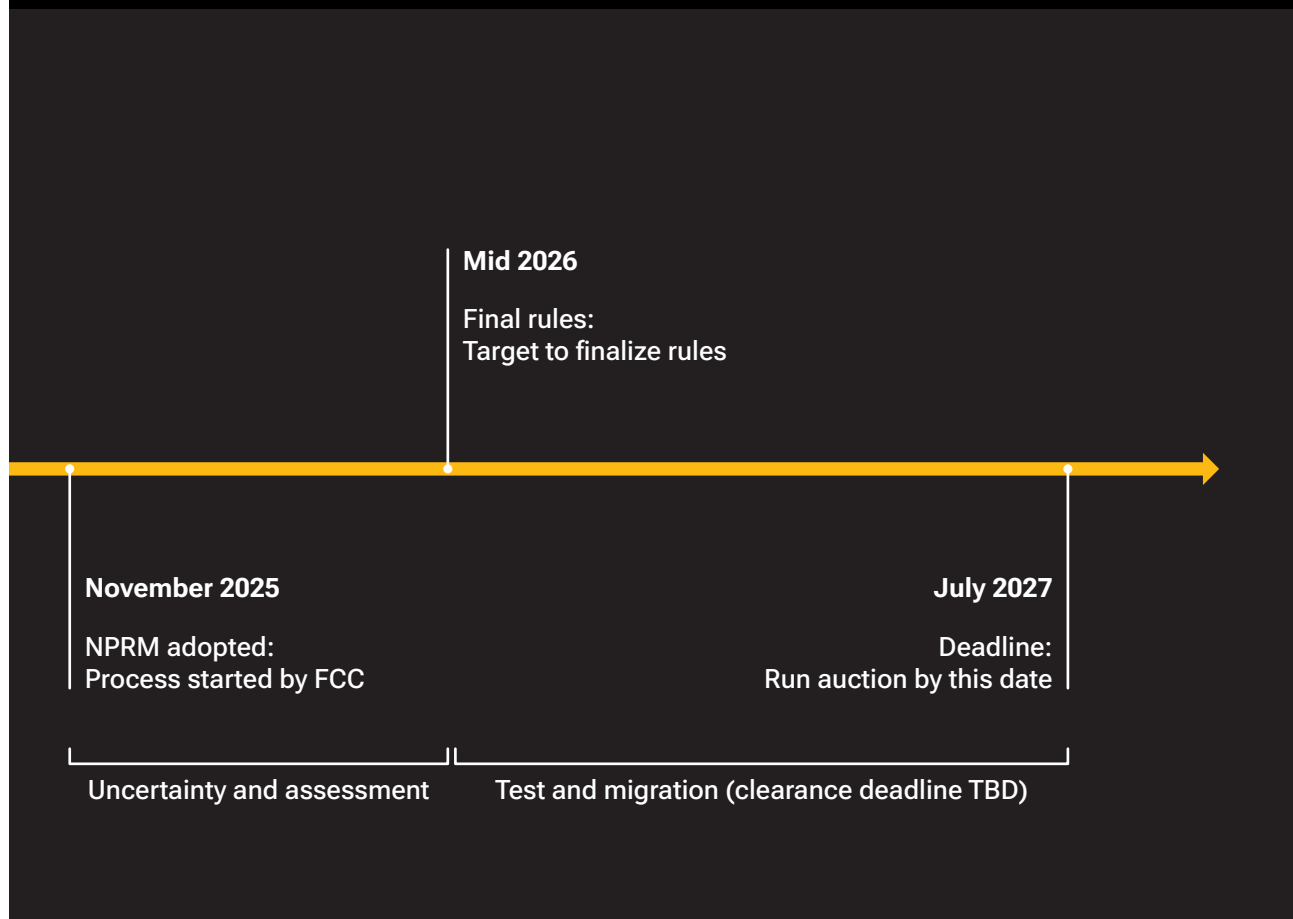 Mid 2026
Final rules:
Target to finalize rules
November 2025
NPRM adopted:
Process started by FCC
July 2027
Deadline:
Run auction by this date
Uncertainty and assessment
Test and migration (clearance deadline TBD)